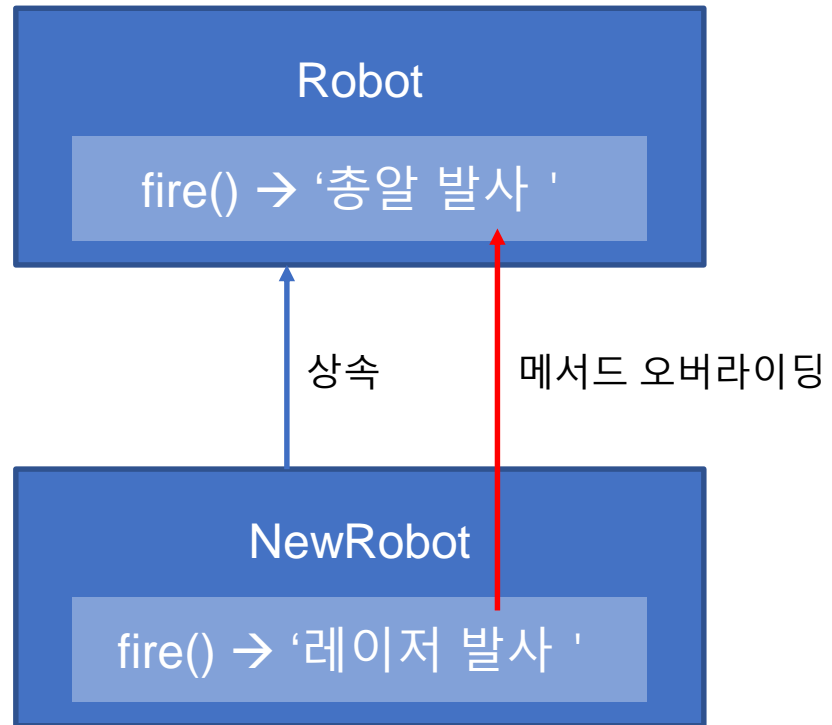 Robot
fire() → ‘총알 발사 '
상속
메서드 오버라이딩
NewRobot
fire() → ‘레이저 발사 '